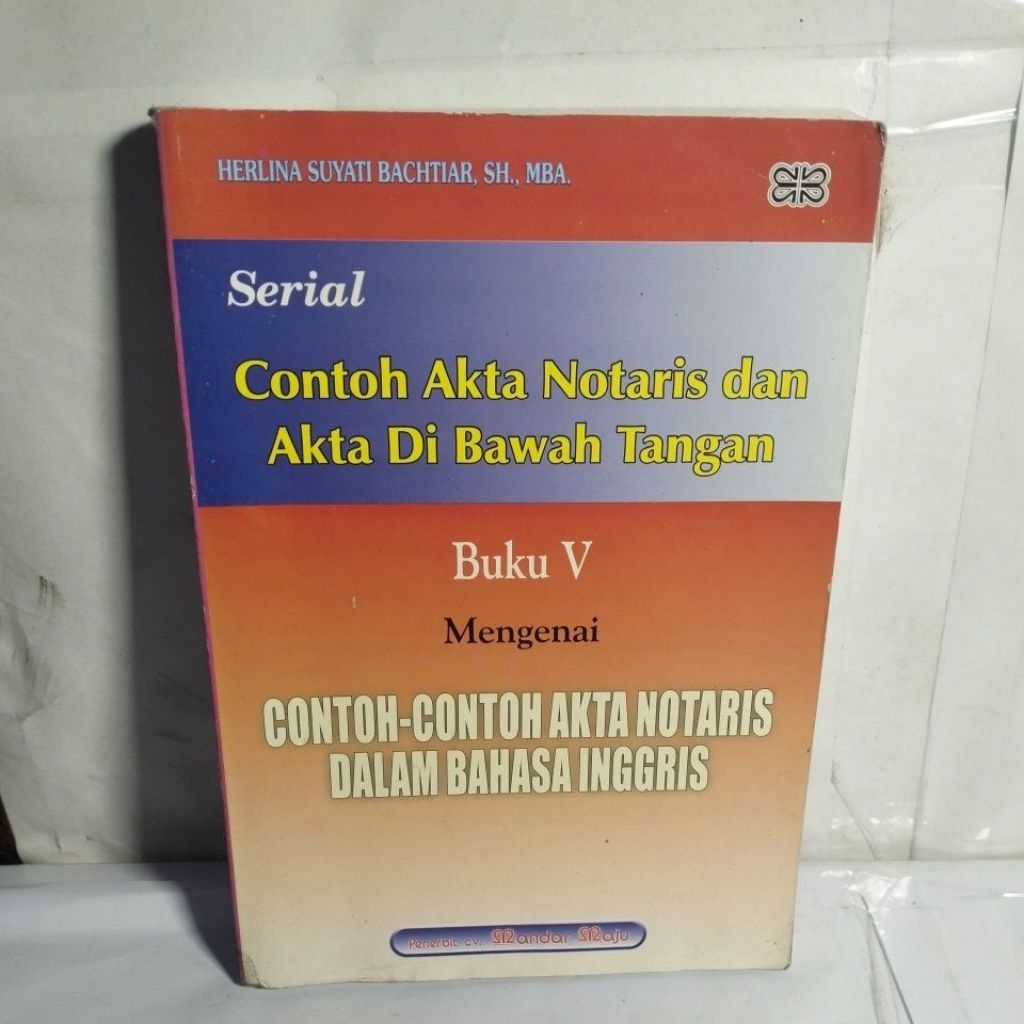 HERLINA SUYATI BACHTIAR, SH., MBA.
Serial
Contoh Akta Notaris dan
Akta Di Bawah Tangan
Buku V
Mengenai
CONTOH-CONTOH AKTA NOTARIS
DALAM BAHASA INGGRIS
Penerbit cv. Mandar Maju